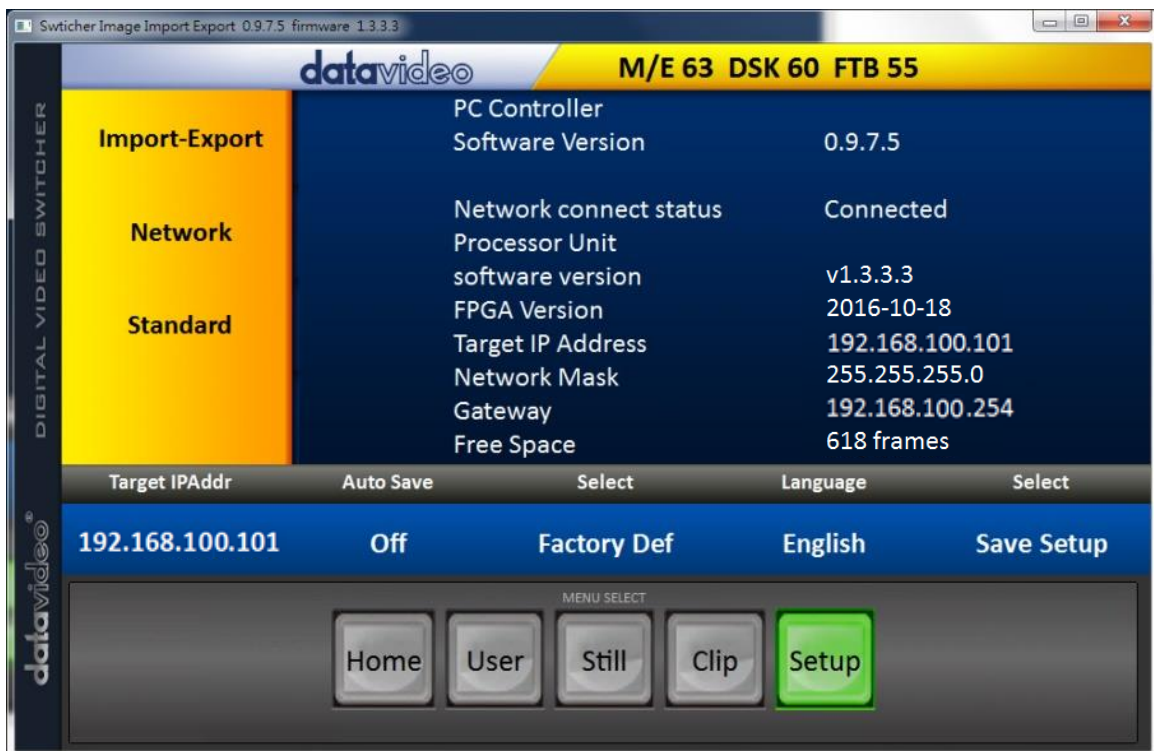 Swticher Image Import Export 0.9.7.5 firmware 1.3.3.3
datavideo
M/E 63 DSK 60 FTB 55
DIGITAL VIDEO SWITCHER
datavideo®
Import-Export
Network
Standard
PC Controller
Software Version 0.9.7.5
Network connect status Connected
Processor Unit
software version v1.3.3.3
FPGA Version 2016-10-18
Target IP Address 192.168.100.101
Network Mask 255.255.255.0
Gateway 192.168.100.254
Free Space 618 frames
Target IPAddr Auto Save Select Language Select
192.168.100.101 Off Factory Def English Save Setup
MENU SELECT
Home User Still Clip Setup